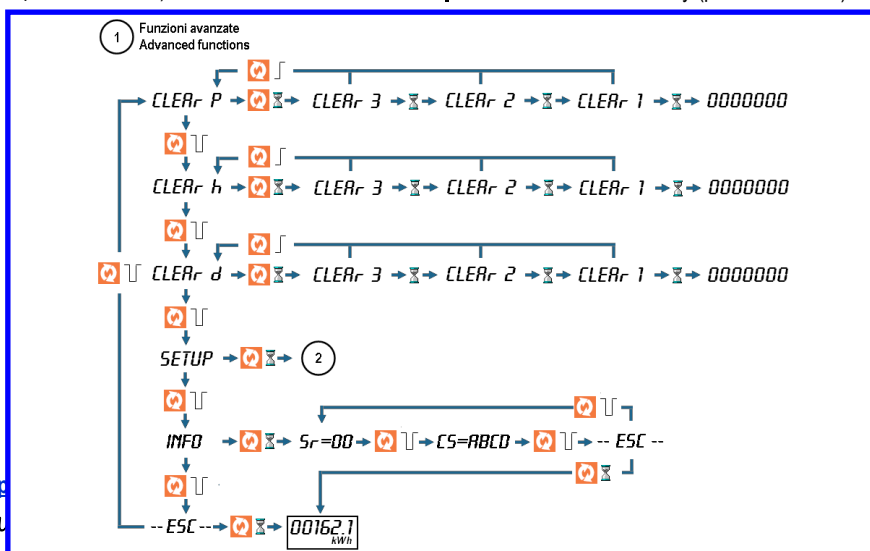 1 Funzioni avanzate
Advanced functions
CLEAr P CLEAr 3 CLEAr 2 CLEAr 1 0000000
CLEAr h CLEAr 3 CLEAr 2 CLEAr 1 0000000
CLEAr d CLEAr 3 CLEAr 2 CLEAr 1 0000000
SETUP 2
INFO Sr=00 CS=ABCD -- ESC --
-- ESC -- 00162.1
kWh